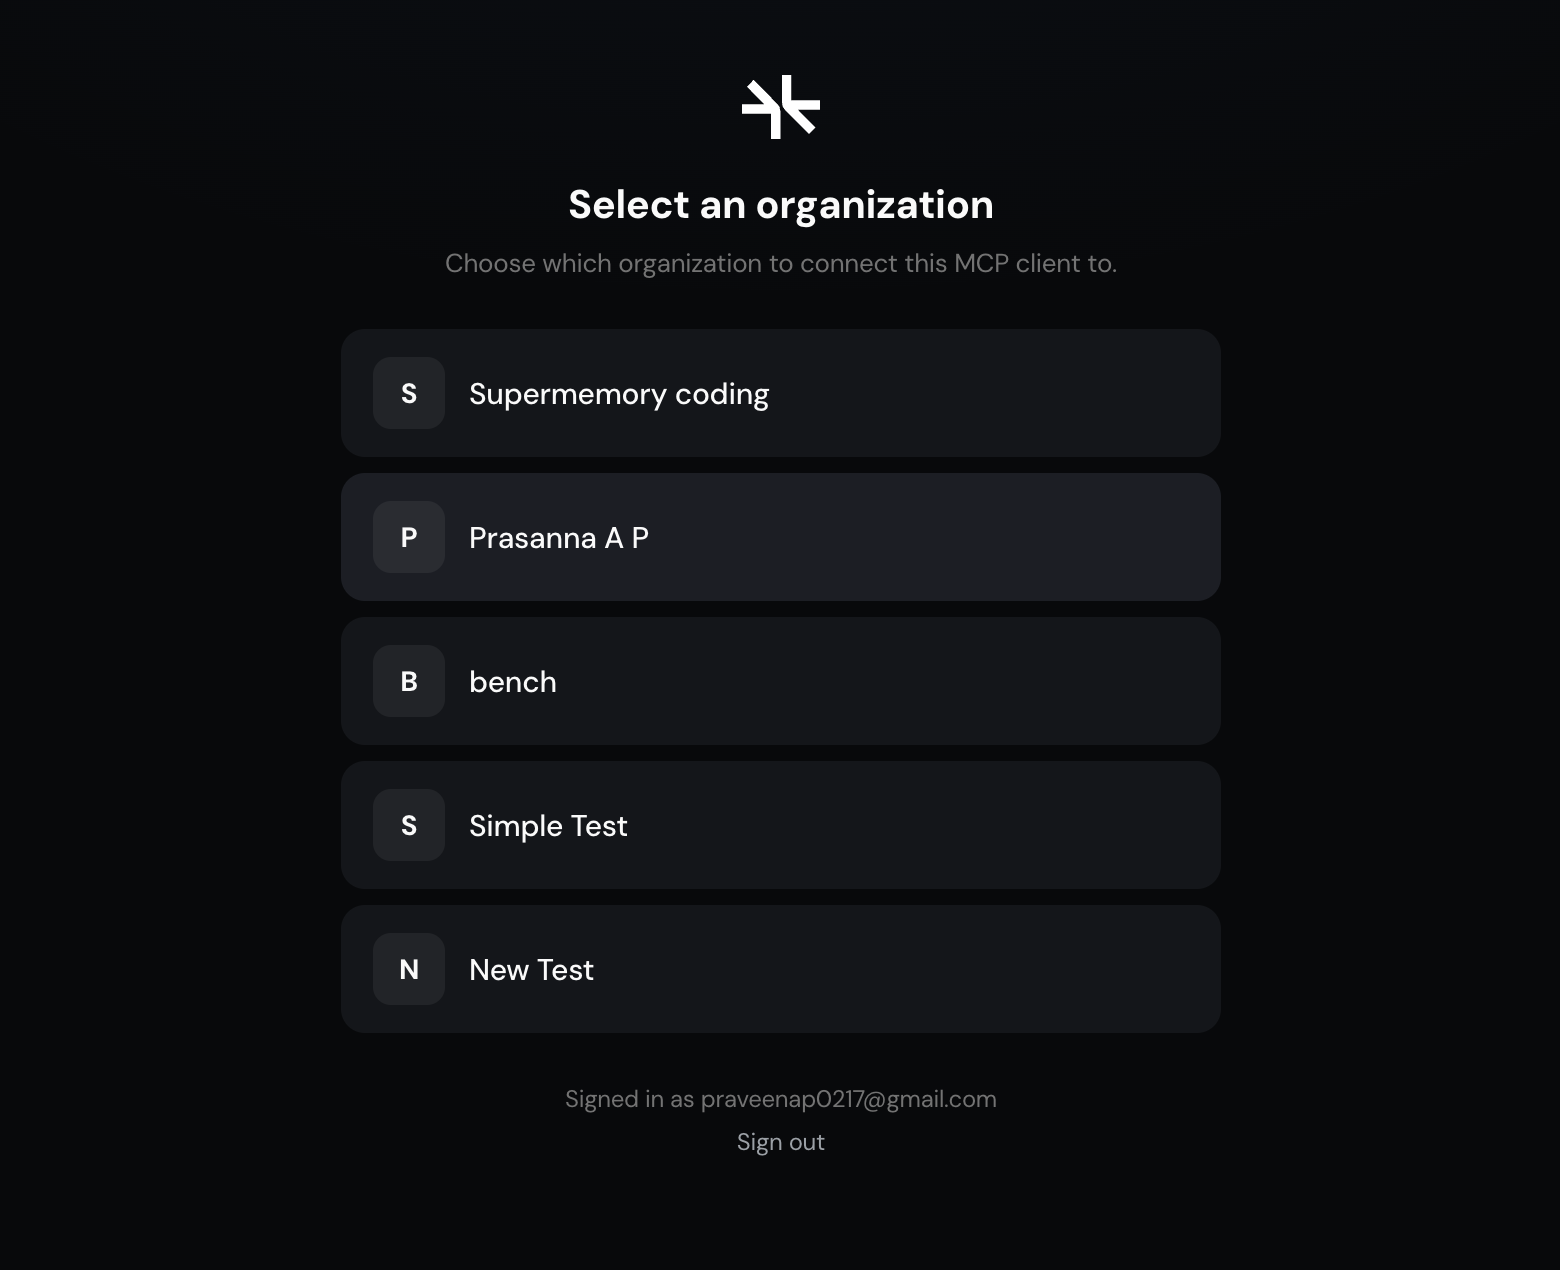 Select an organization
Choose which organization to connect this MCP client to.
S
Supermemory coding
P
Prasanna A P
B
bench
S
Simple Test
N
New Test
Signed in as praveenap0217@gmail.com
Sign out